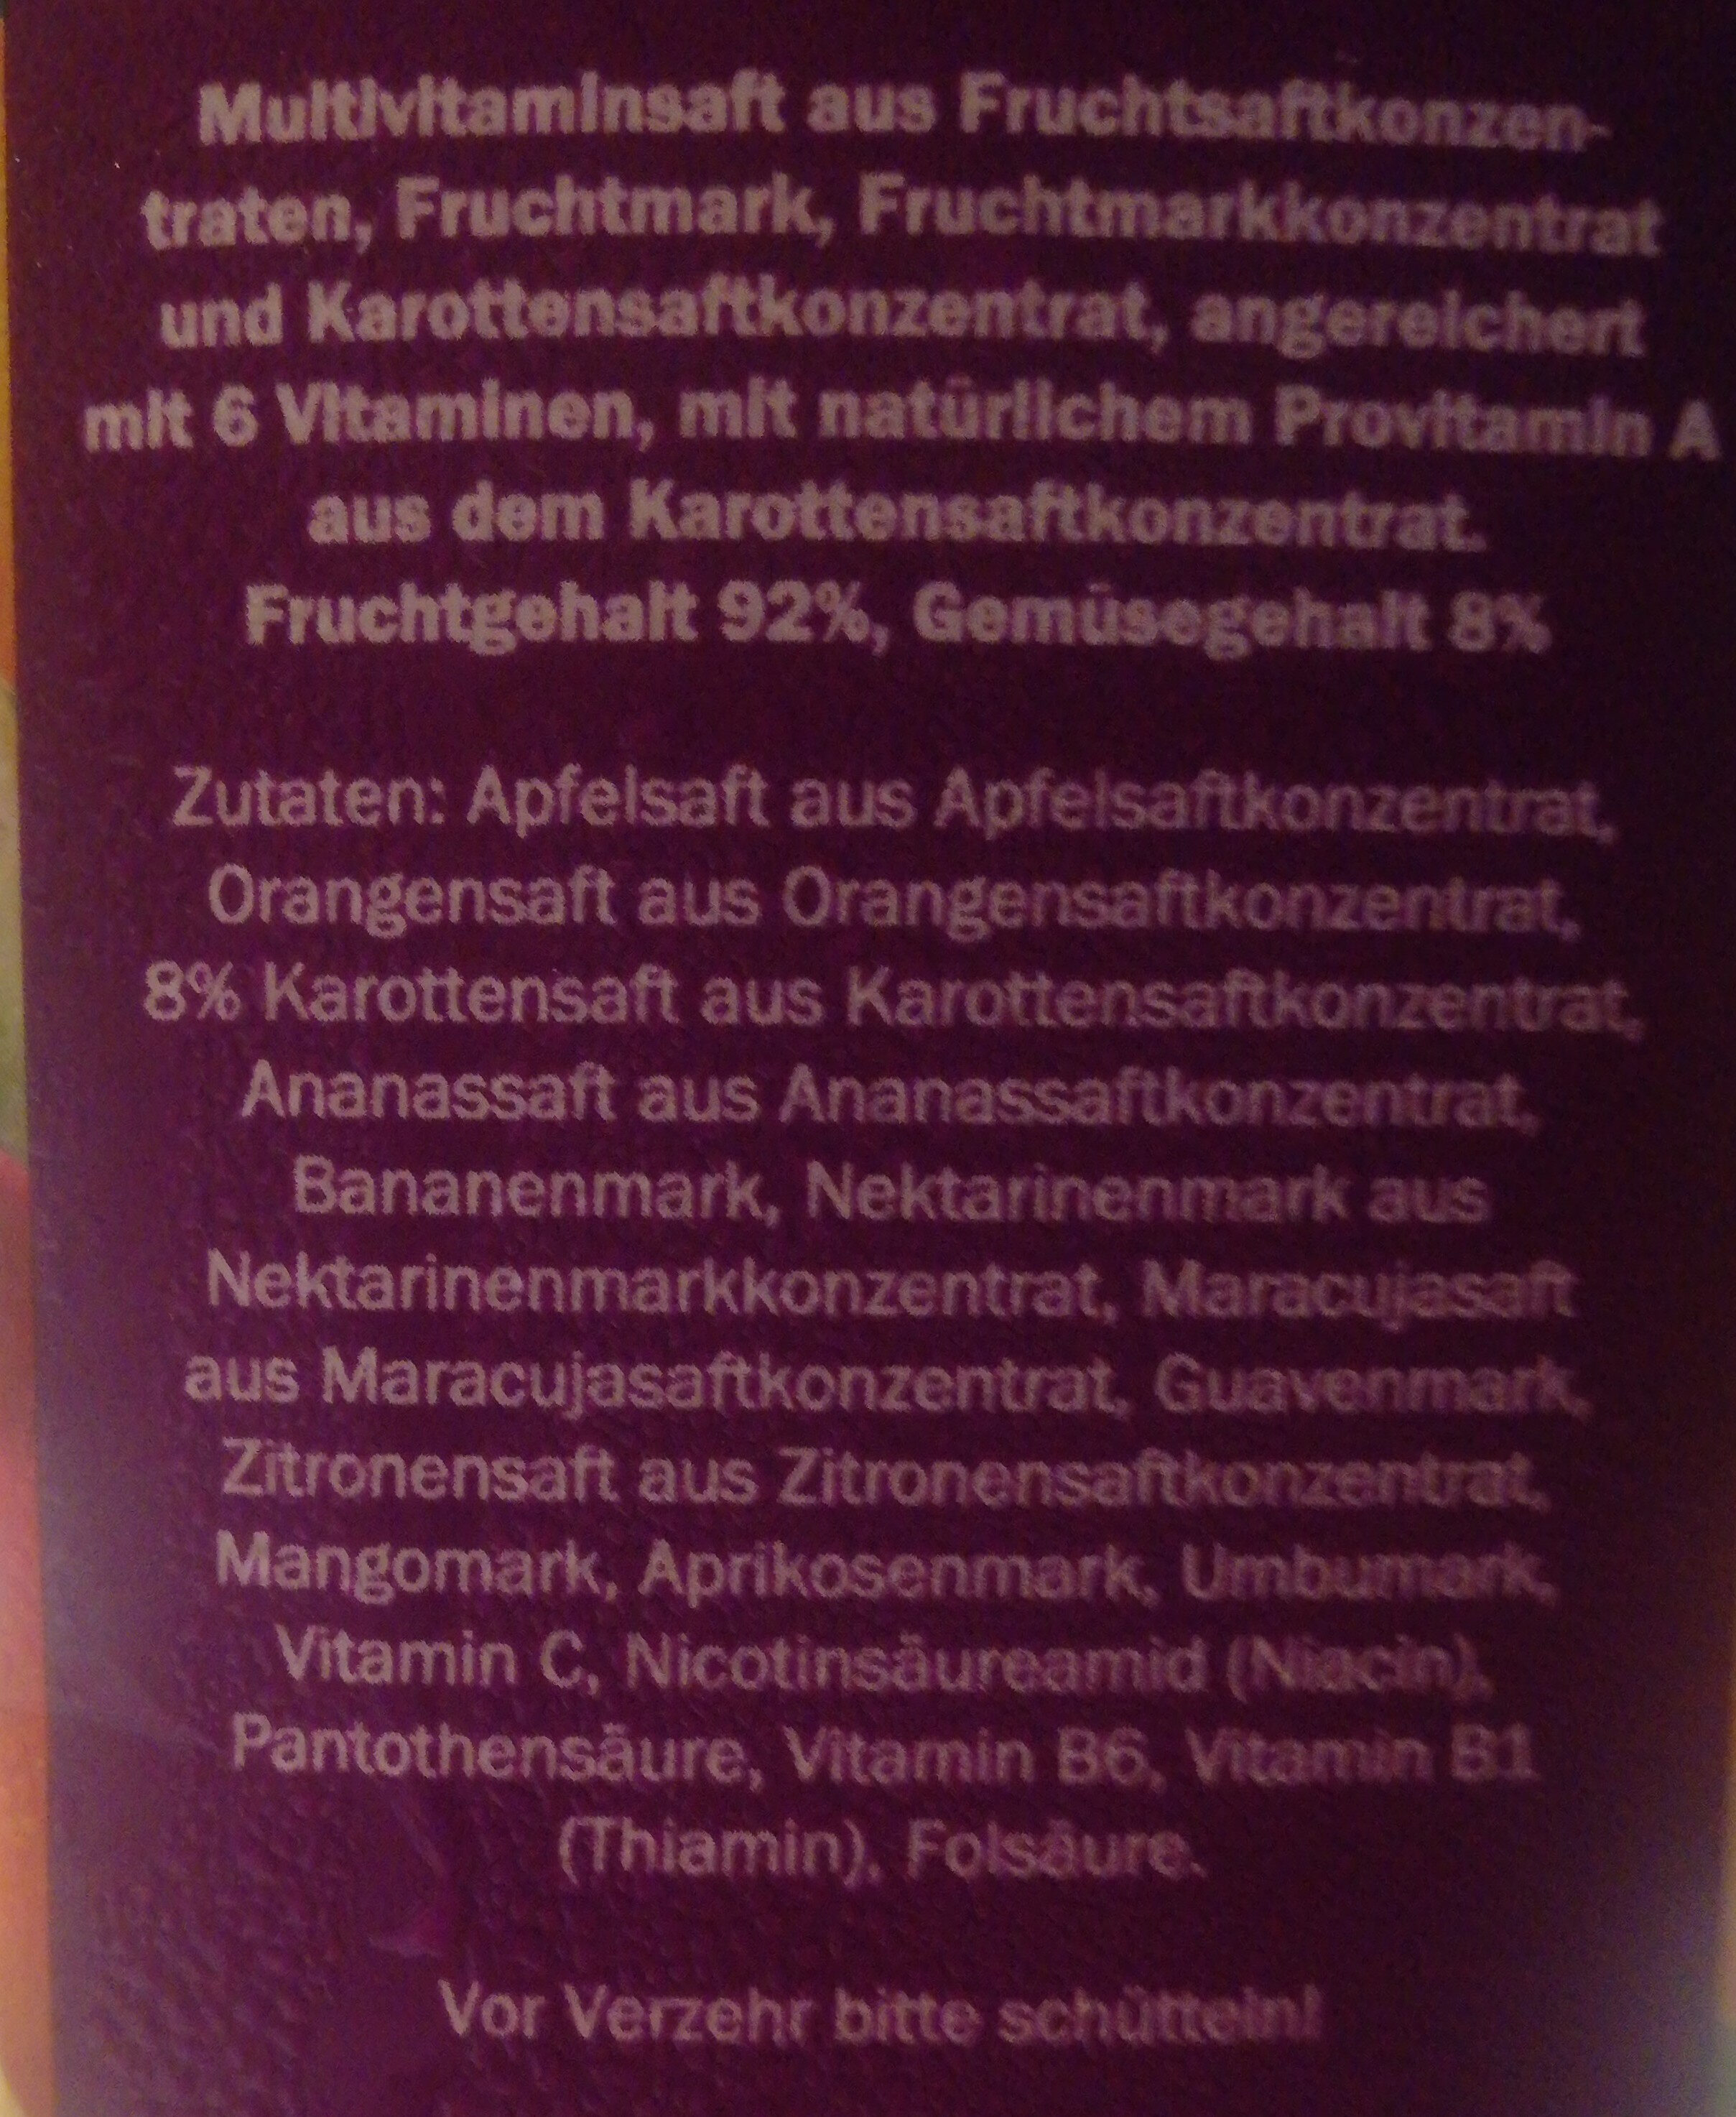 Multivitaminsaft aus Fruchtsaftkonzen-
traten, Fruchtmark, Fruchtmarkkonzentrat
und Karottensaftkonzentrat, angereichert
mit 6 Vitaminen, mit natürlichem Provitamin A
aus dem Karottensaftkonzentrat.
Fruchtgehalt 92%, Gemüsegehalt 8%
Zutaten: Apfelsaft aus Apfelsaftkonzentrat,
Orangensaft aus Orangensaftkonzentrat,
8% Karottensaft aus Karottensaftkonzentrat,
Ananassaft aus Ananassaftkonzentrat,
Bananenmark, Nektarinenmark aus
Nektarinenmarkkonzentrat, Maracujasaft
aus Maracujasaftkonzentrat, Guavenmark,
Zitronensaft aus Zitronensaftkonzentrat,
Mangomark, Aprikosenmark, Umbumark,
Vitamin C, Nicotinsäureamid (Niacin),
Pantothensäure, Vitamin B6, Vitamin B1
(Thiamin), Folsäure.
Vor Verzehr bitte schütteln!